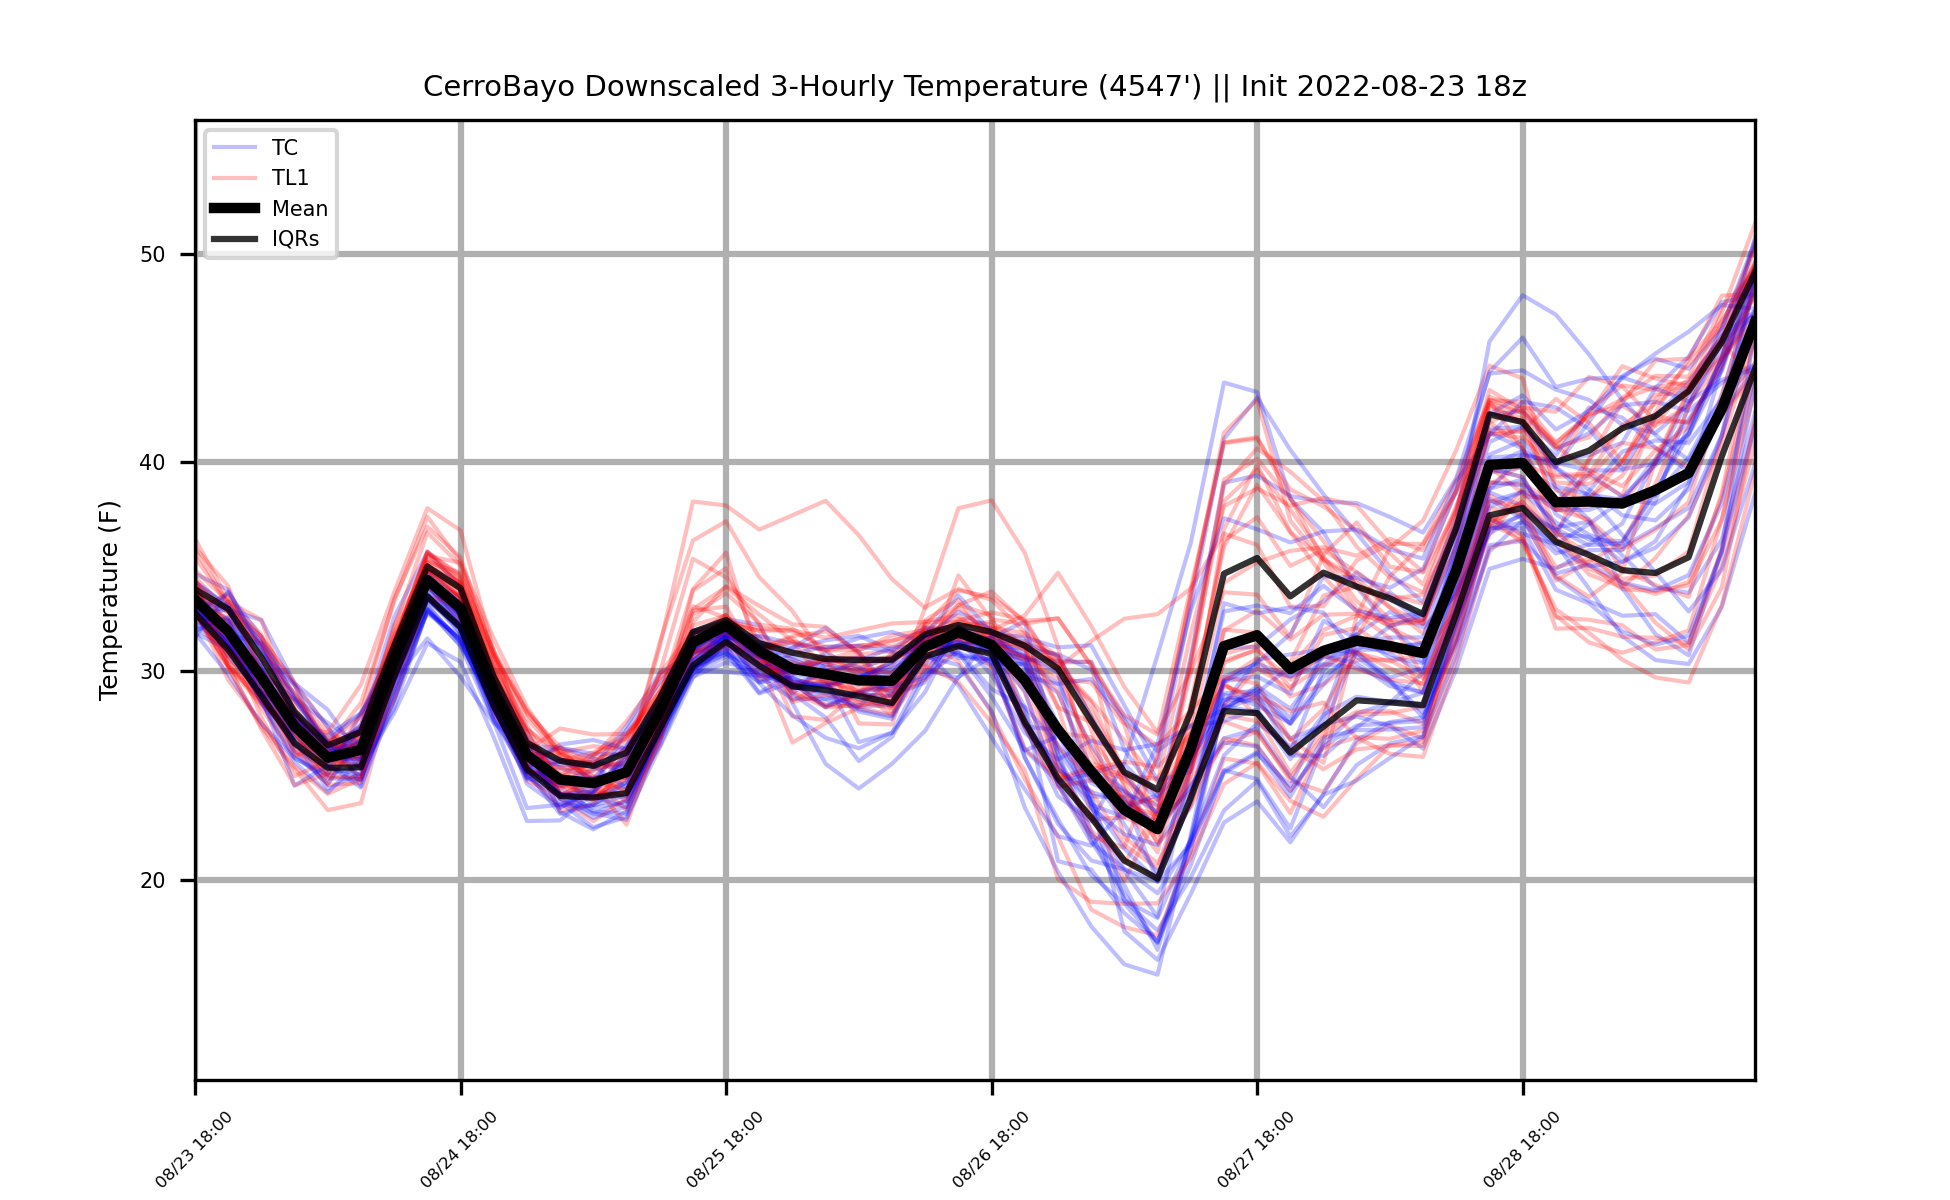 CerroBayo Downscaled 3-Hourly Temperature (4547') || Init 2022-08-23 18z
TC
TL1
Mean
IQRs
Temperature (F)
50
40
30
20
08/23 18:00
08/24 18:00
08/25 18:00
08/26 18:00
08/27 18:00
08/28 18:00